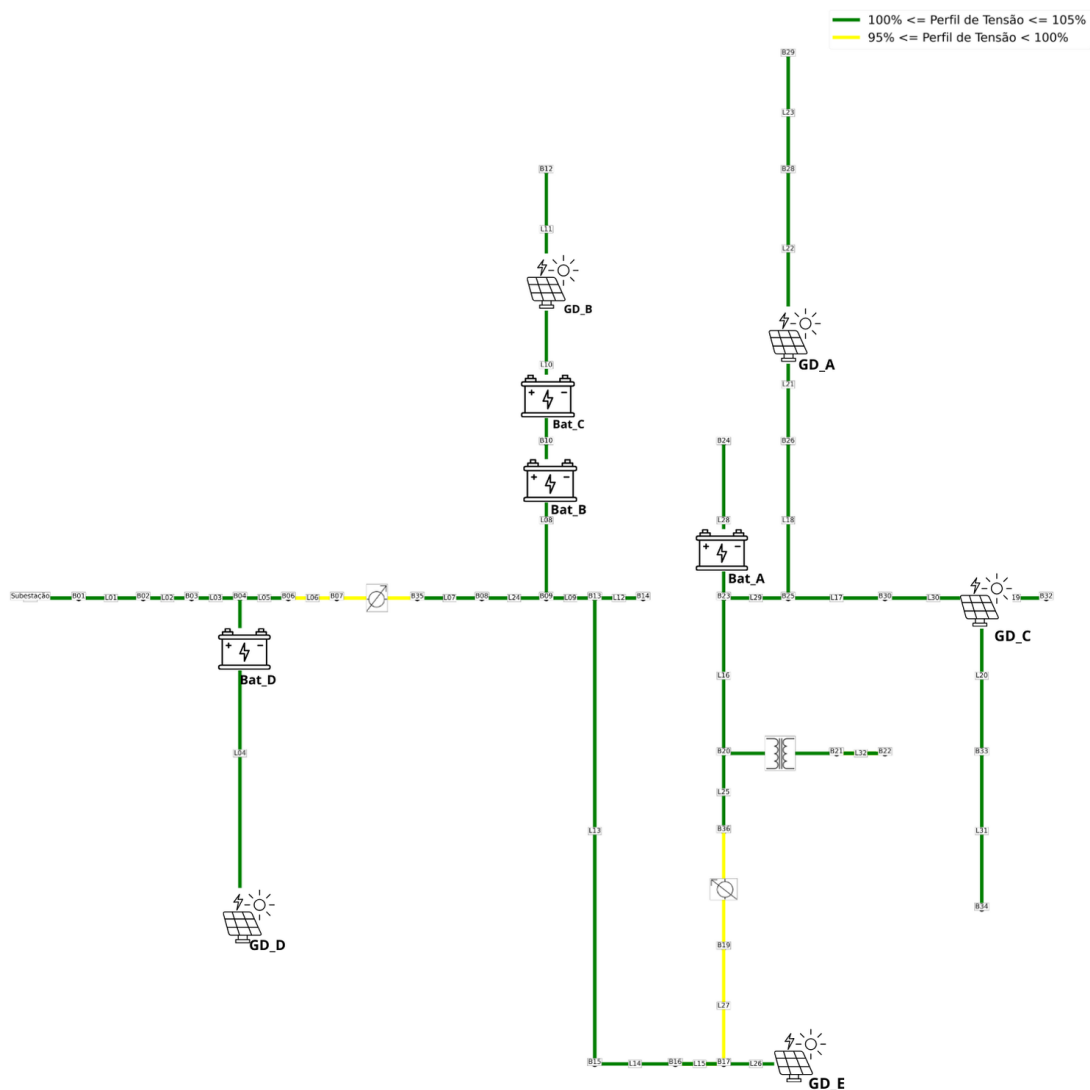 100% <= Perfil de Tensão <= 105%
95% <= Perfil de Tensão < 100%
B29
L23
B12
B28
L11
L22
GD_B
L10
GD_A
L21
Bat_C
B10
B24
B26
Bat_B
L08
L28
L18
Bat_A
Subestação B01 L01 B02 L02 B03 L03 B04 L05 B06 L06 B07 B35 L07 B08 L24 B09 L09 B13 L12 B14 B23 L29 B25 L17 B30 L30 19 B32
GD_C
Bat_D
L16
L20
L04
B20 B21 L32 B22
B33
L25
L13
B36
L31
B34
GD_D
B19
L27
B15 L14 B16 L15 B17 L26
GD_E